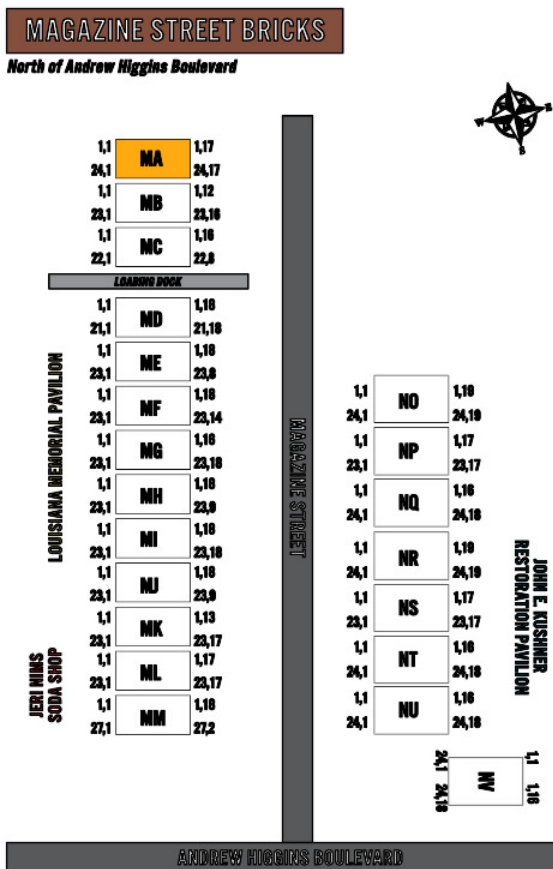 MAGAZINE STREET BRICKS
North of Andrew Higgins Boulevard
N
W E
S
1,1 MA 1,17
24,1 24,17
1,1 MB 1,12
23,1 23,16
1,1 MC 1,16
22,1 22,8
LOADING DOCK
1,1 MD 1,18
21,1 21,18
1,1 ME 1,18
23,1 23,8
1,1 MF 1,18
23,1 23,14
1,1 MG 1,16
23,1 23,18
1,1 MH 1,18
23,1 23,9
1,1 MI 1,18
23,1 23,18
1,1 MJ 1,18
23,1 23,9
1,1 MK 1,13
23,1 23,17
1,1 ML 1,17
23,1 23,17
1,1 MM 1,18
27,1 27,2
LOUISIANA MEMORIAL PAVILION
JERI NIMS
SODA SHOP
MAGAZINE STREET
1,1 NO 1,19
24,1 24,19
1,1 NP 1,17
23,1 23,17
1,1 NQ 1,16
24,1 24,18
1,1 NR 1,19
24,1 24,19
1,1 NS 1,17
23,1 23,17
1,1 NT 1,16
24,1 24,18
1,1 NU 1,16
24,1 24,18
JOHN E. KUSHNER
RESTORATION PAVILION
1,1 NV 1,16
24,1 24,18
ANDREW HIGGINS BOULEVARD